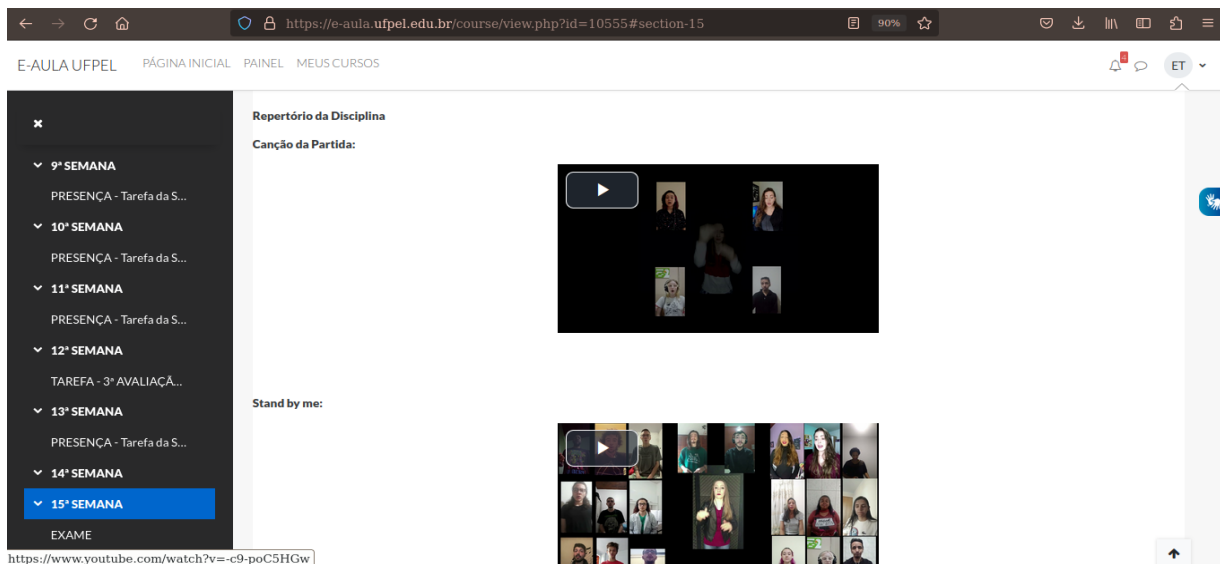 https://e-aula.ufpel.edu.br/course/view.php?id=10555#section-15
90%
E-AULA UFPEL PÁGINA INICIAL PAINEL MEUS CURSOS
4
ET
9ª SEMANA
PRESENÇA - Tarefa da S...
10ª SEMANA
PRESENÇA - Tarefa da S...
11ª SEMANA
PRESENÇA - Tarefa da S...
12ª SEMANA
TAREFA - 3ª AVALIAÇÃ...
13ª SEMANA
PRESENÇA - Tarefa da S...
14ª SEMANA
15ª SEMANA
EXAME
Repertório da Disciplina
Canção da Partida:
Stand by me:
https://www.youtube.com/watch?v=-c9-poC5HGw